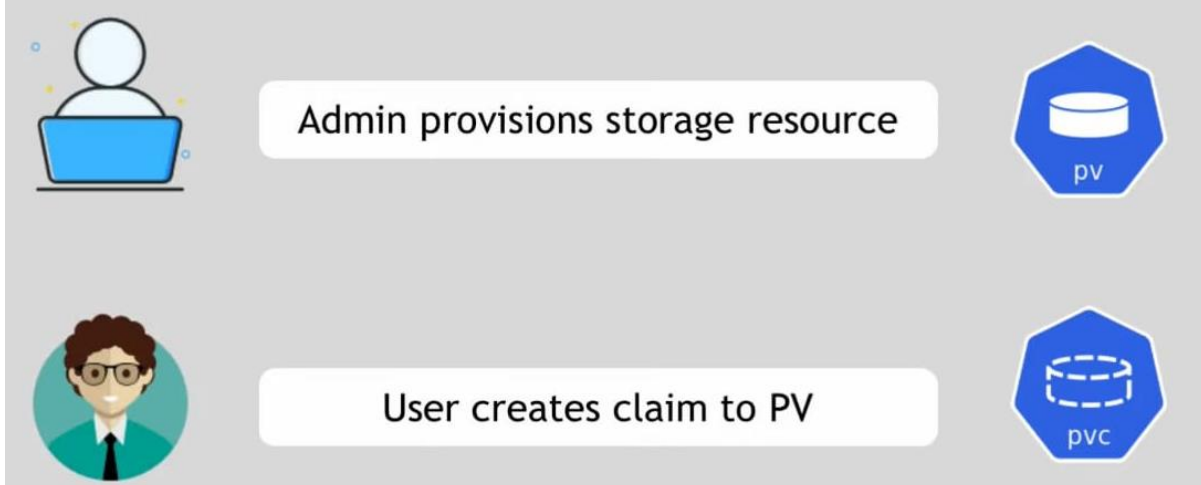 Admin provisions storage resource
pv
User creates claim to PV
pvc